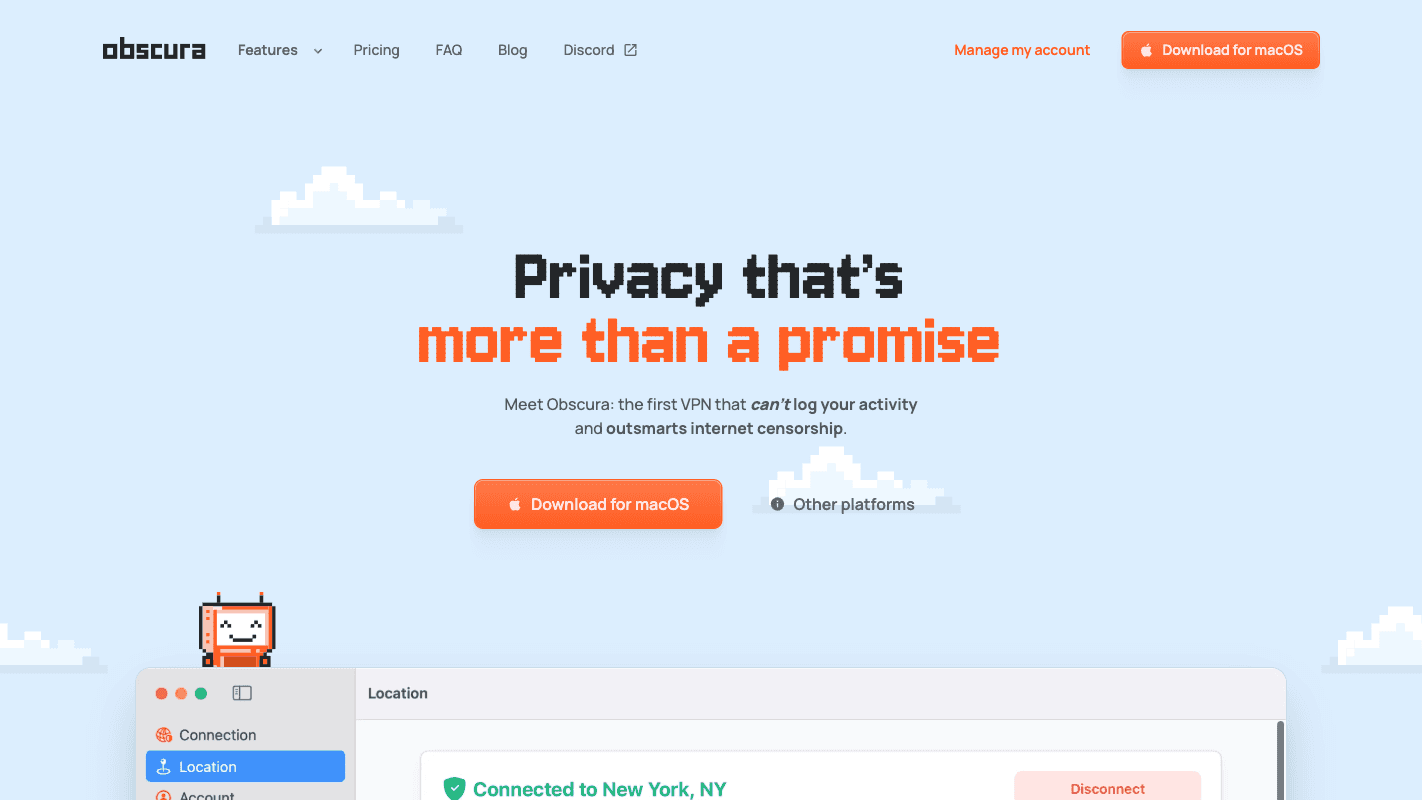 obscura
Features
Pricing
FAQ
Blog
Discord
Manage my account
Download for macOS
Privacy that's
more than a promise
Meet Obscura: the first VPN that can't log your activity
and outsmarts internet censorship.
Download for macOS
Other platforms
Location
Connection
Location
Account
Connected to New York, NY
Disconnect